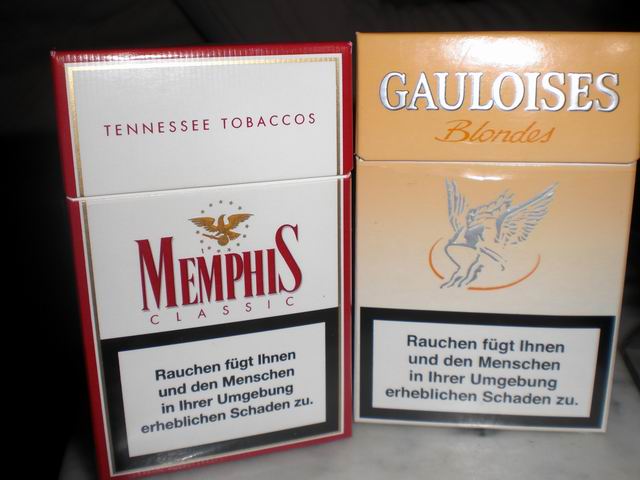 TENNESSEE TOBACCOS
MEMPHIS
CLASSIC
Rauchen fügt Ihnen
und den Menschen
in Ihrer Umgebung
erheblichen Schaden zu.
GAULOISES
Blondes
Rauchen fügt Ihnen
und den Menschen
in Ihrer Umgebung
erheblichen Schaden zu.